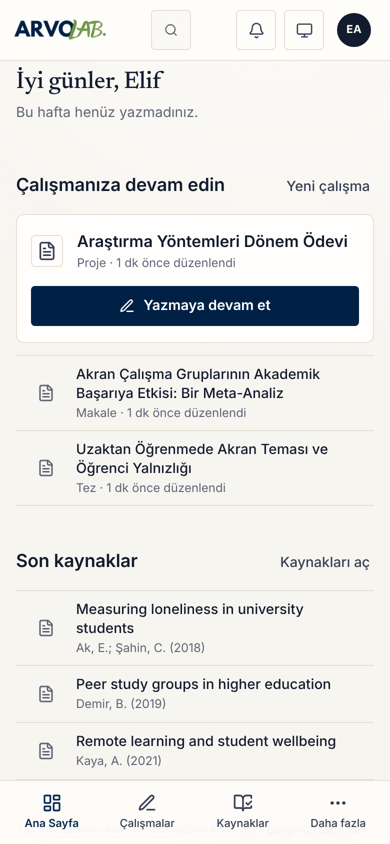 ARVOLAB.
EA
İyi günler, Elif
Bu hafta henüz yazmadınız.
Çalışmanıza devam edin
Yeni çalışma
Araştırma Yöntemleri Dönem Ödevi
Proje · 1 dk önce düzenlendi
Yazmaya devam et
Akran Çalışma Gruplarının Akademik
Başarıya Etkisi: Bir Meta-Analiz
Makale · 1 dk önce düzenlendi
Uzaktan Öğrenmede Akran Teması ve
Öğrenci Yalnızlığı
Tez · 1 dk önce düzenlendi
Son kaynaklar
Kaynakları aç
Measuring loneliness in university
students
Ak, E.; Şahin, C. (2018)
Peer study groups in higher education
Demir, B. (2019)
Remote learning and student wellbeing
Kaya, A. (2021)
Ana Sayfa
Çalışmalar
Kaynaklar
Daha fazla